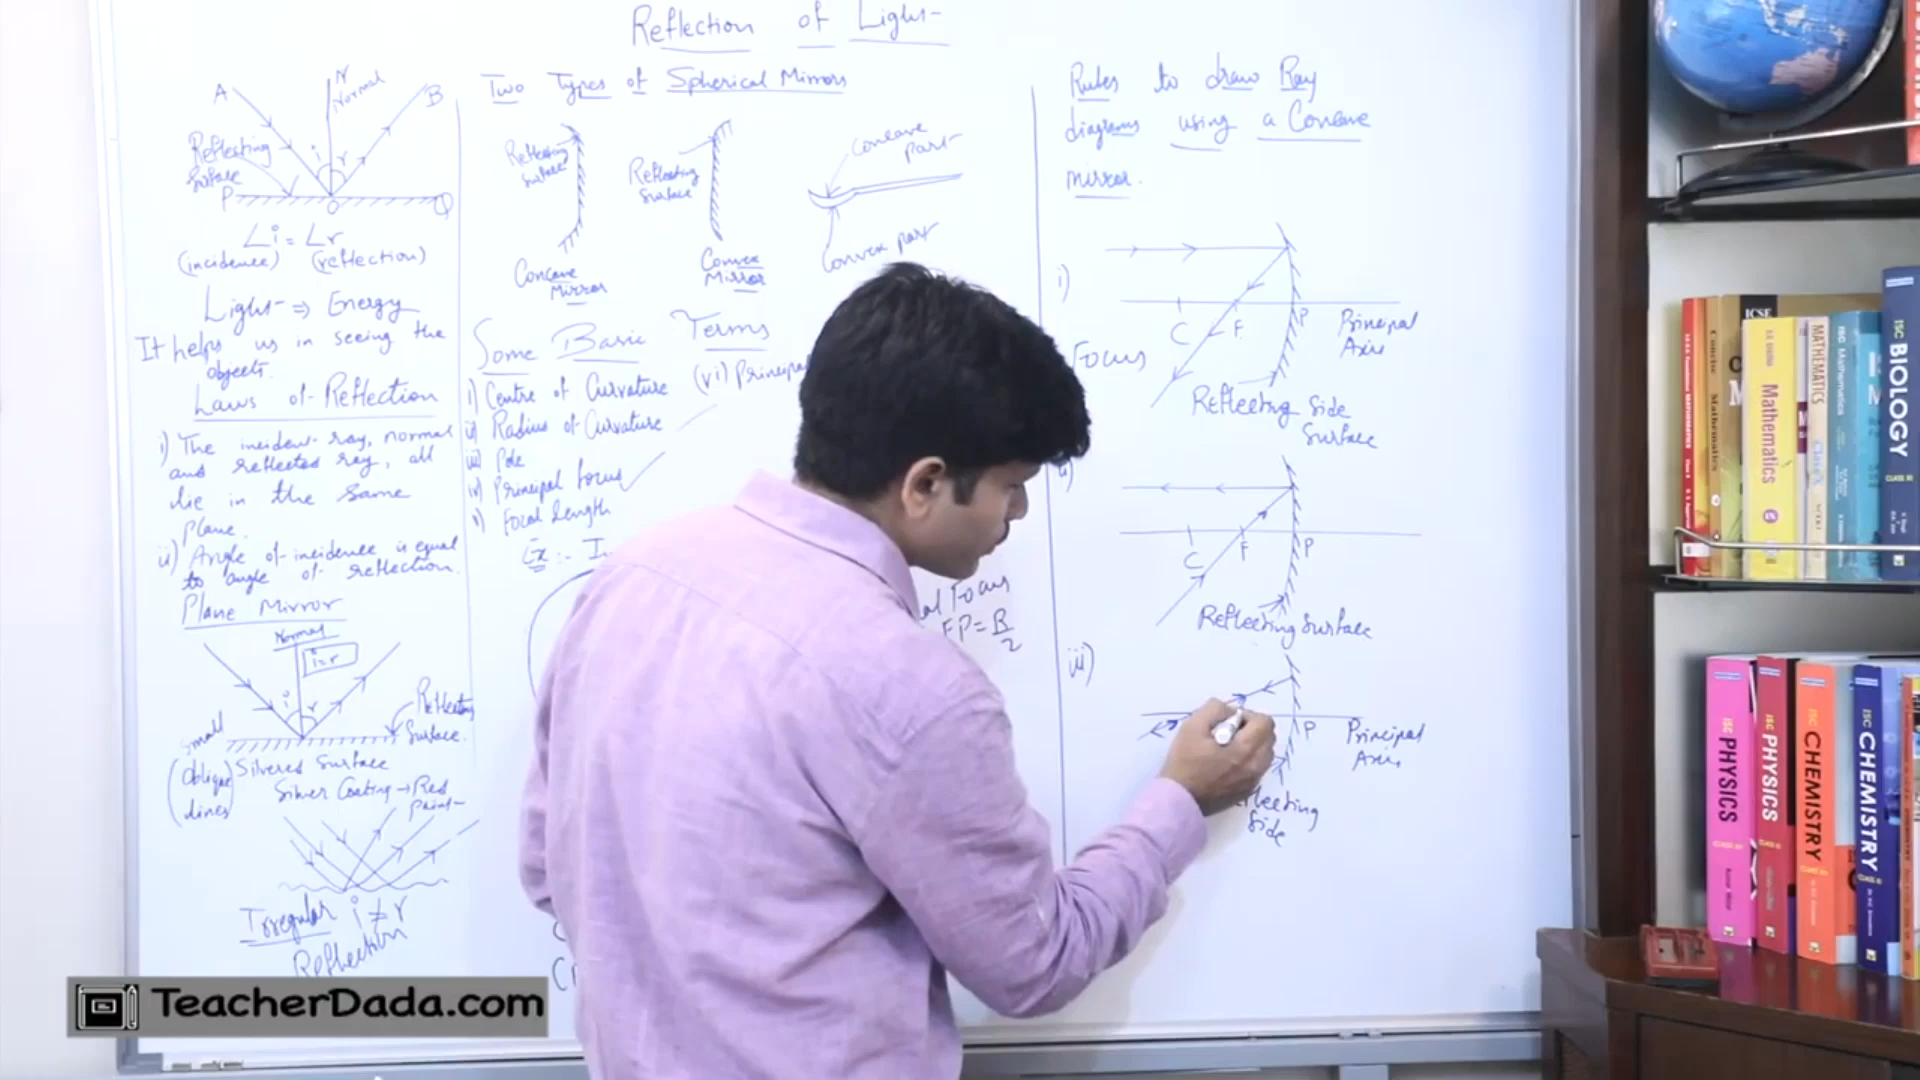 Reflection of Light
A
N
Normal
B
Reflecting
Surface
i
r
P
O
Q
∠i = ∠r
(incidence) (reflection)
Light ⇒ Energy
It helps us in seeing the
objects.
Laws of Reflection
i) The incident ray, normal
and reflected ray, all
lie in the same
plane.
ii) Angle of incidence is equal
to angle of reflection.
Plane Mirror
Normal
i=r
i
r
Reflecting
Surface.
Small
(Oblique
lines)
Silvered Surface
Silver Coating → Red
paint
Irregular i ≠ r
Reflection
Two Types of Spherical Mirrors
Reflecting
Surface
Concave
Mirror
Reflecting
Surface
Convex
Mirror
concave
part
Convex part
Some Basic Terms
i) Centre of Curvature
(vi) Principal
ii) Radius of Curvature
iii) Pole
iv) Principal focus
v) Focal Length
Ex :-
Focus
FP = R/2
Rules to draw Ray
diagrams using a Concave
mirror.
i)
C
F
P
Principal
Axis
Focus
Reflecting Side
Surface
C
F
P
Reflecting Surface
iii)
P
Principal
Axis
Side
ICSE
Mathematics
ISC BIOLOGY
CLASS XI
ISC PHYSICS
ISC PHYSICS
ISC CHEMISTRY
ISC CHEMISTRY
TeacherDada.com